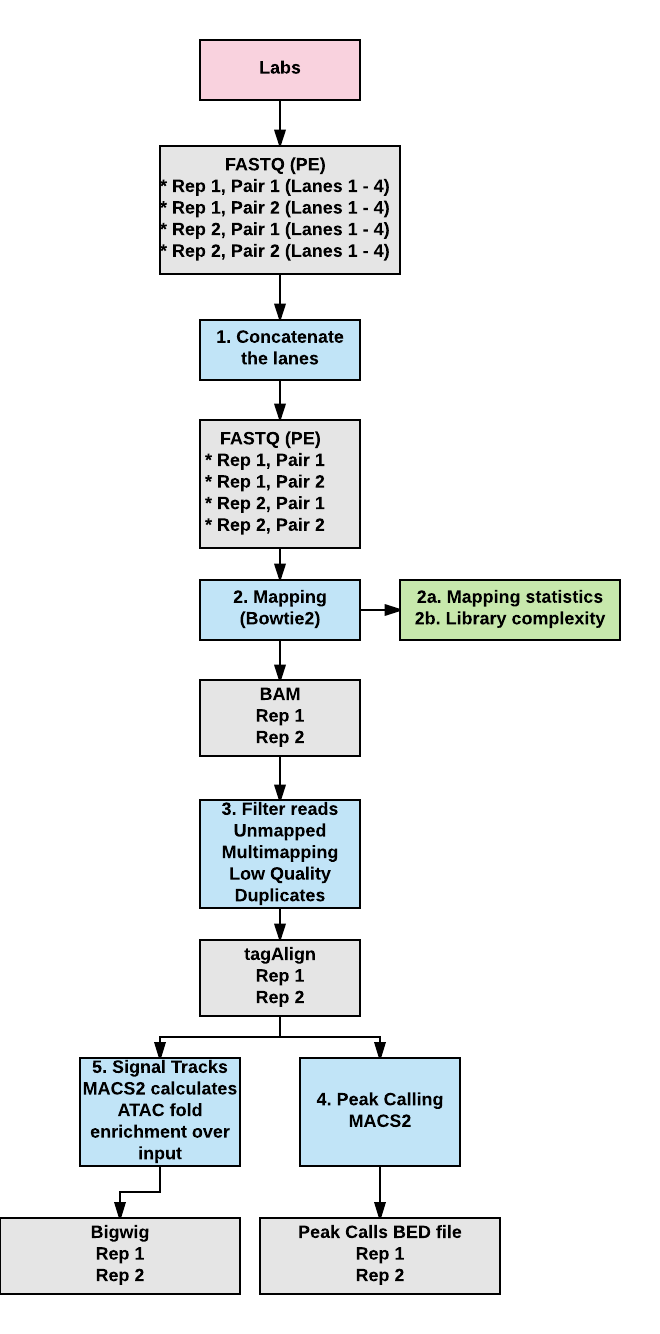 Labs
FASTQ (PE)
* Rep 1, Pair 1 (Lanes 1 - 4)
* Rep 1, Pair 2 (Lanes 1 - 4)
* Rep 2, Pair 1 (Lanes 1 - 4)
* Rep 2, Pair 2 (Lanes 1 - 4)
1. Concatenate
the lanes
FASTQ (PE)
* Rep 1, Pair 1
* Rep 1, Pair 2
* Rep 2, Pair 1
* Rep 2, Pair 2
2. Mapping
(Bowtie2)
2a. Mapping statistics
2b. Library complexity
BAM
Rep 1
Rep 2
3. Filter reads
Unmapped
Multimapping
Low Quality
Duplicates
tagAlign
Rep 1
Rep 2
5. Signal Tracks
MACS2 calculates
ATAC fold
enrichment over
input
4. Peak Calling
MACS2
Bigwig
Rep 1
Rep 2
Peak Calls BED file
Rep 1
Rep 2